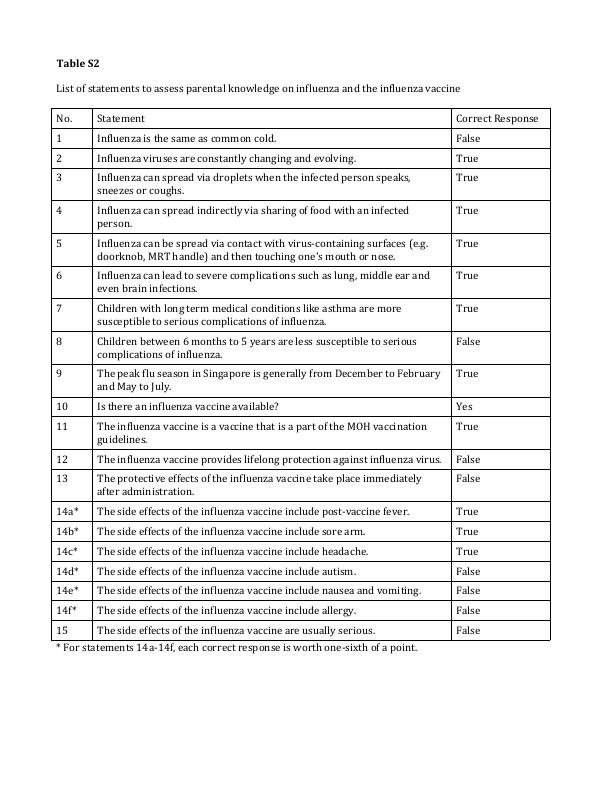 Table S2
List of statements to assess parental knowledge on influenza and the influenza vaccine
No. Statement Correct Response
1 Influenza is the same as common cold. False
2 Influenza viruses are constantly changing and evolving. True
3 Influenza can spread via droplets when the infected person speaks, True
sneezes or coughs.
4 Influenza can spread indirectly via sharing of food with an infected True
person.
5 Influenza can be spread via contact with virus-containing surfaces (e.g. True
doorknob, MRT handle) and then touching one's mouth or nose.
6 Influenza can lead to severe complications such as lung, middle ear and True
even brain infections.
7 Children with long term medical conditions like asthma are more True
susceptible to serious complications of influenza.
8 Children between 6 months to 5 years are less susceptible to serious False
complications of influenza.
9 The peak flu season in Singapore is generally from December to February True
and May to July.
10 Is there an influenza vaccine available? Yes
11 The influenza vaccine is a vaccine that is a part of the MOH vaccination True
guidelines.
12 The influenza vaccine provides lifelong protection against influenza virus. False
13 The protective effects of the influenza vaccine take place immediately False
after administration.
14a* The side effects of the influenza vaccine include post-vaccine fever. True
14b* The side effects of the influenza vaccine include sore arm. True
14c* The side effects of the influenza vaccine include headache. True
14d* The side effects of the influenza vaccine include autism. False
14e* The side effects of the influenza vaccine include nausea and vomiting. False
14f* The side effects of the influenza vaccine include allergy. False
15 The side effects of the influenza vaccine are usually serious. False
* For statements 14a-14f, each correct response is worth one-sixth of a point.